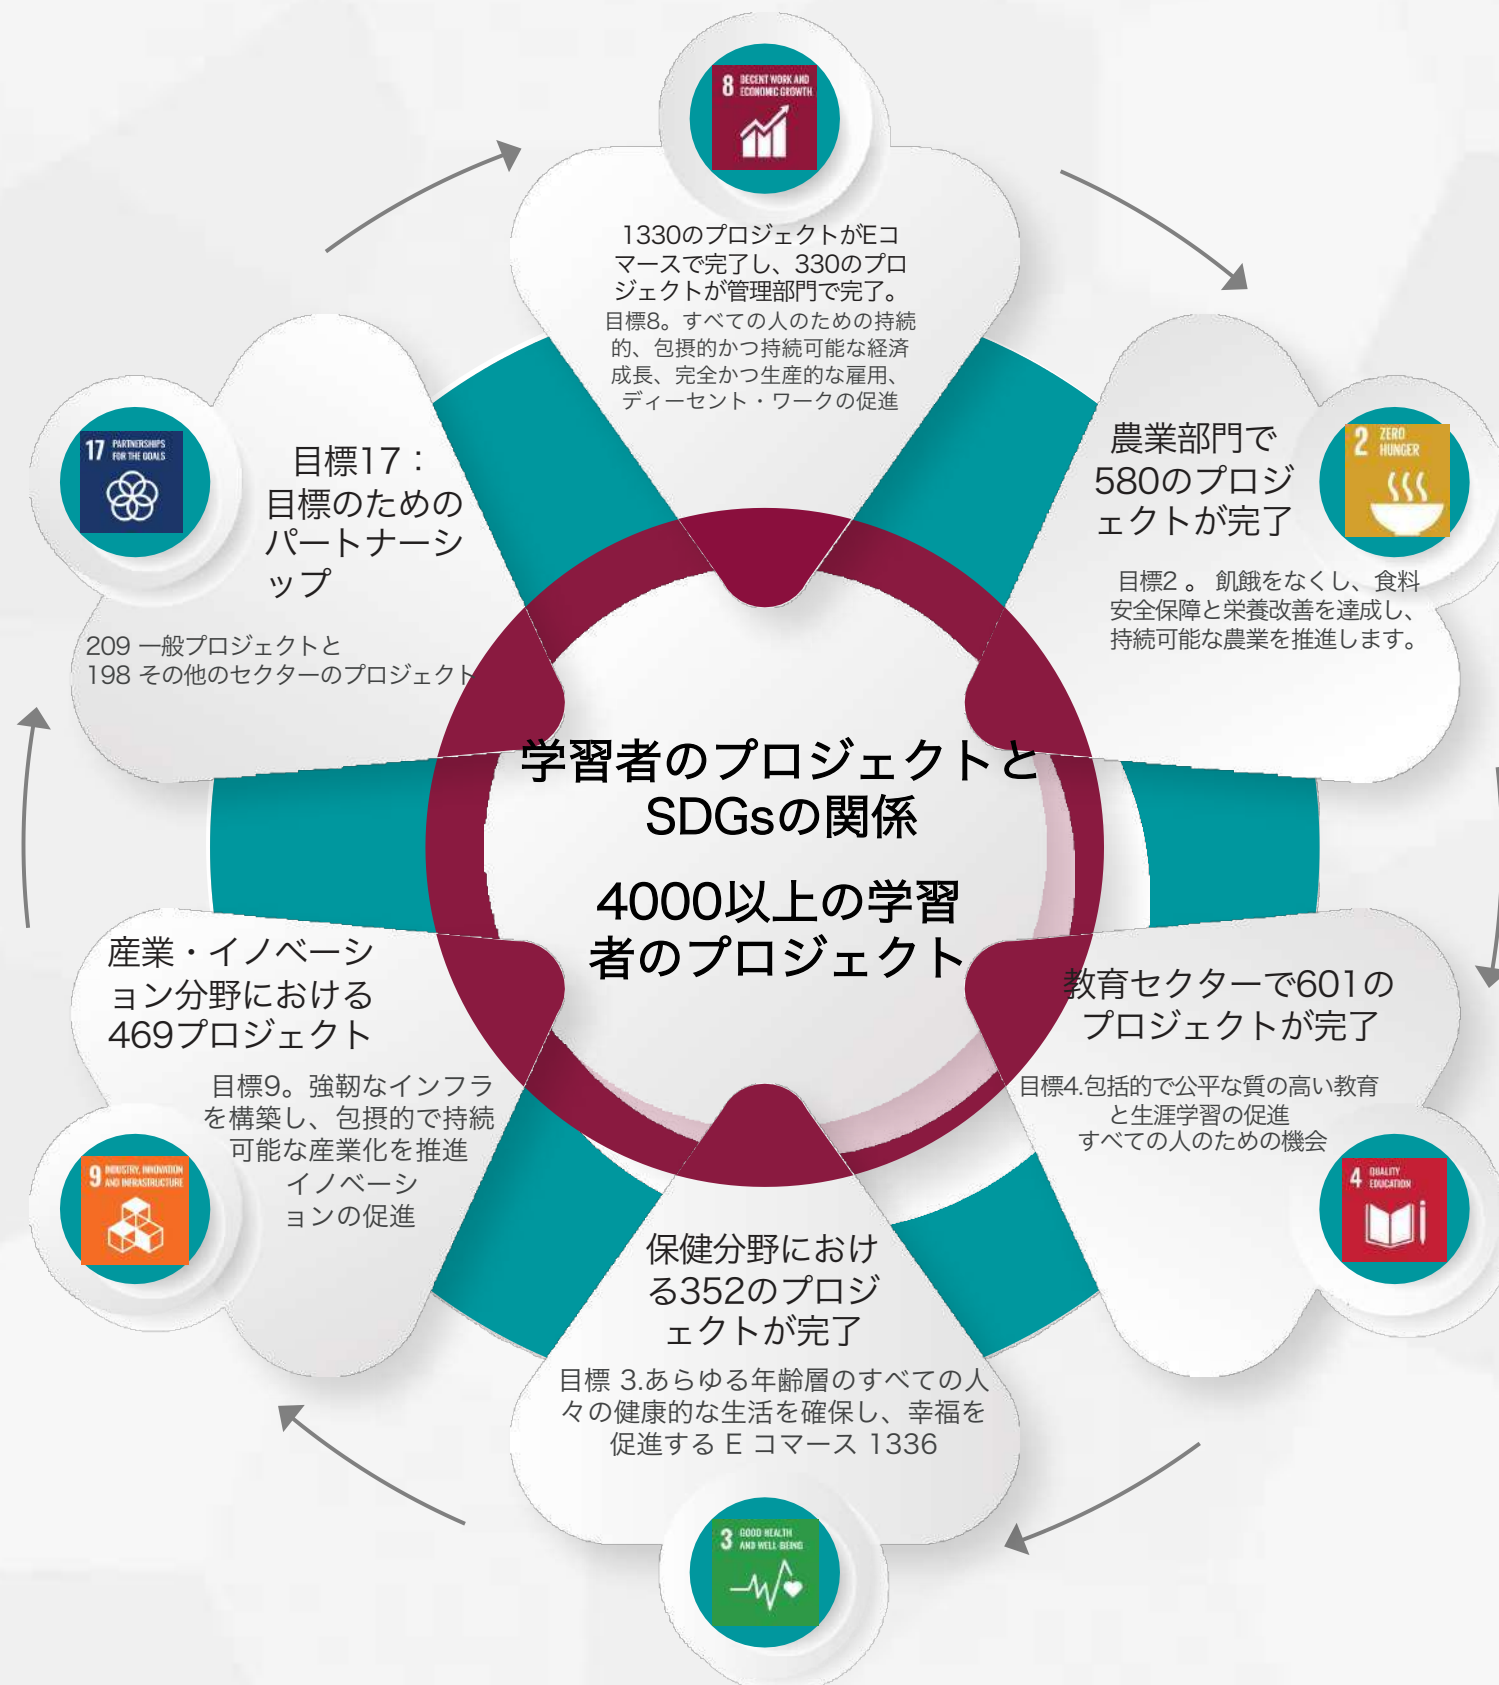 8 DECENT WORK AND
ECONOMIC GROWTH
1330のプロジェクトがEコ
マースで完了し、330のプロ
ジェクトが管理部門で完了。
目標8。すべての人のための持続
的、包摂的かつ持続可能な経済
成長、完全かつ生産的な雇用、
ディーセント・ワークの促進
農業部門で
580のプロジ
ェクトが完了
2 ZERO
HUNGER
目標2 。 飢餓をなくし、食料
安全保障と栄養改善を達成し、
持続可能な農業を推進します。
17 PARTNERSHIPS
FOR THE GOALS
目標17：
目標のための
パートナーシ
ップ
209 一般プロジェクトと
198 その他のセクターのプロジェクト
学習者のプロジェクトと
SDGsの関係
4000以上の学習
者のプロジェクト
教育セクターで601の
プロジェクトが完了
目標4.包括的で公平な質の高い教育
と生涯学習の促進
すべての人のための機会
4 QUALITY
EDUCATION
産業・イノベーシ
ョン分野における
469プロジェクト
目標9。強靭なインフラ
を構築し、包摂的で持続
可能な産業化を推進
イノベーシ
ョンの促進
9 INDUSTRY, INNOVATION
AND INFRASTRUCTURE
保健分野におけ
る352のプロジ
ェクトが完了
目標 3.あらゆる年齢層のすべての人
々の健康的な生活を確保し、幸福を
促進する E コマース 1336
3 GOOD HEALTH
AND WELL-BEING